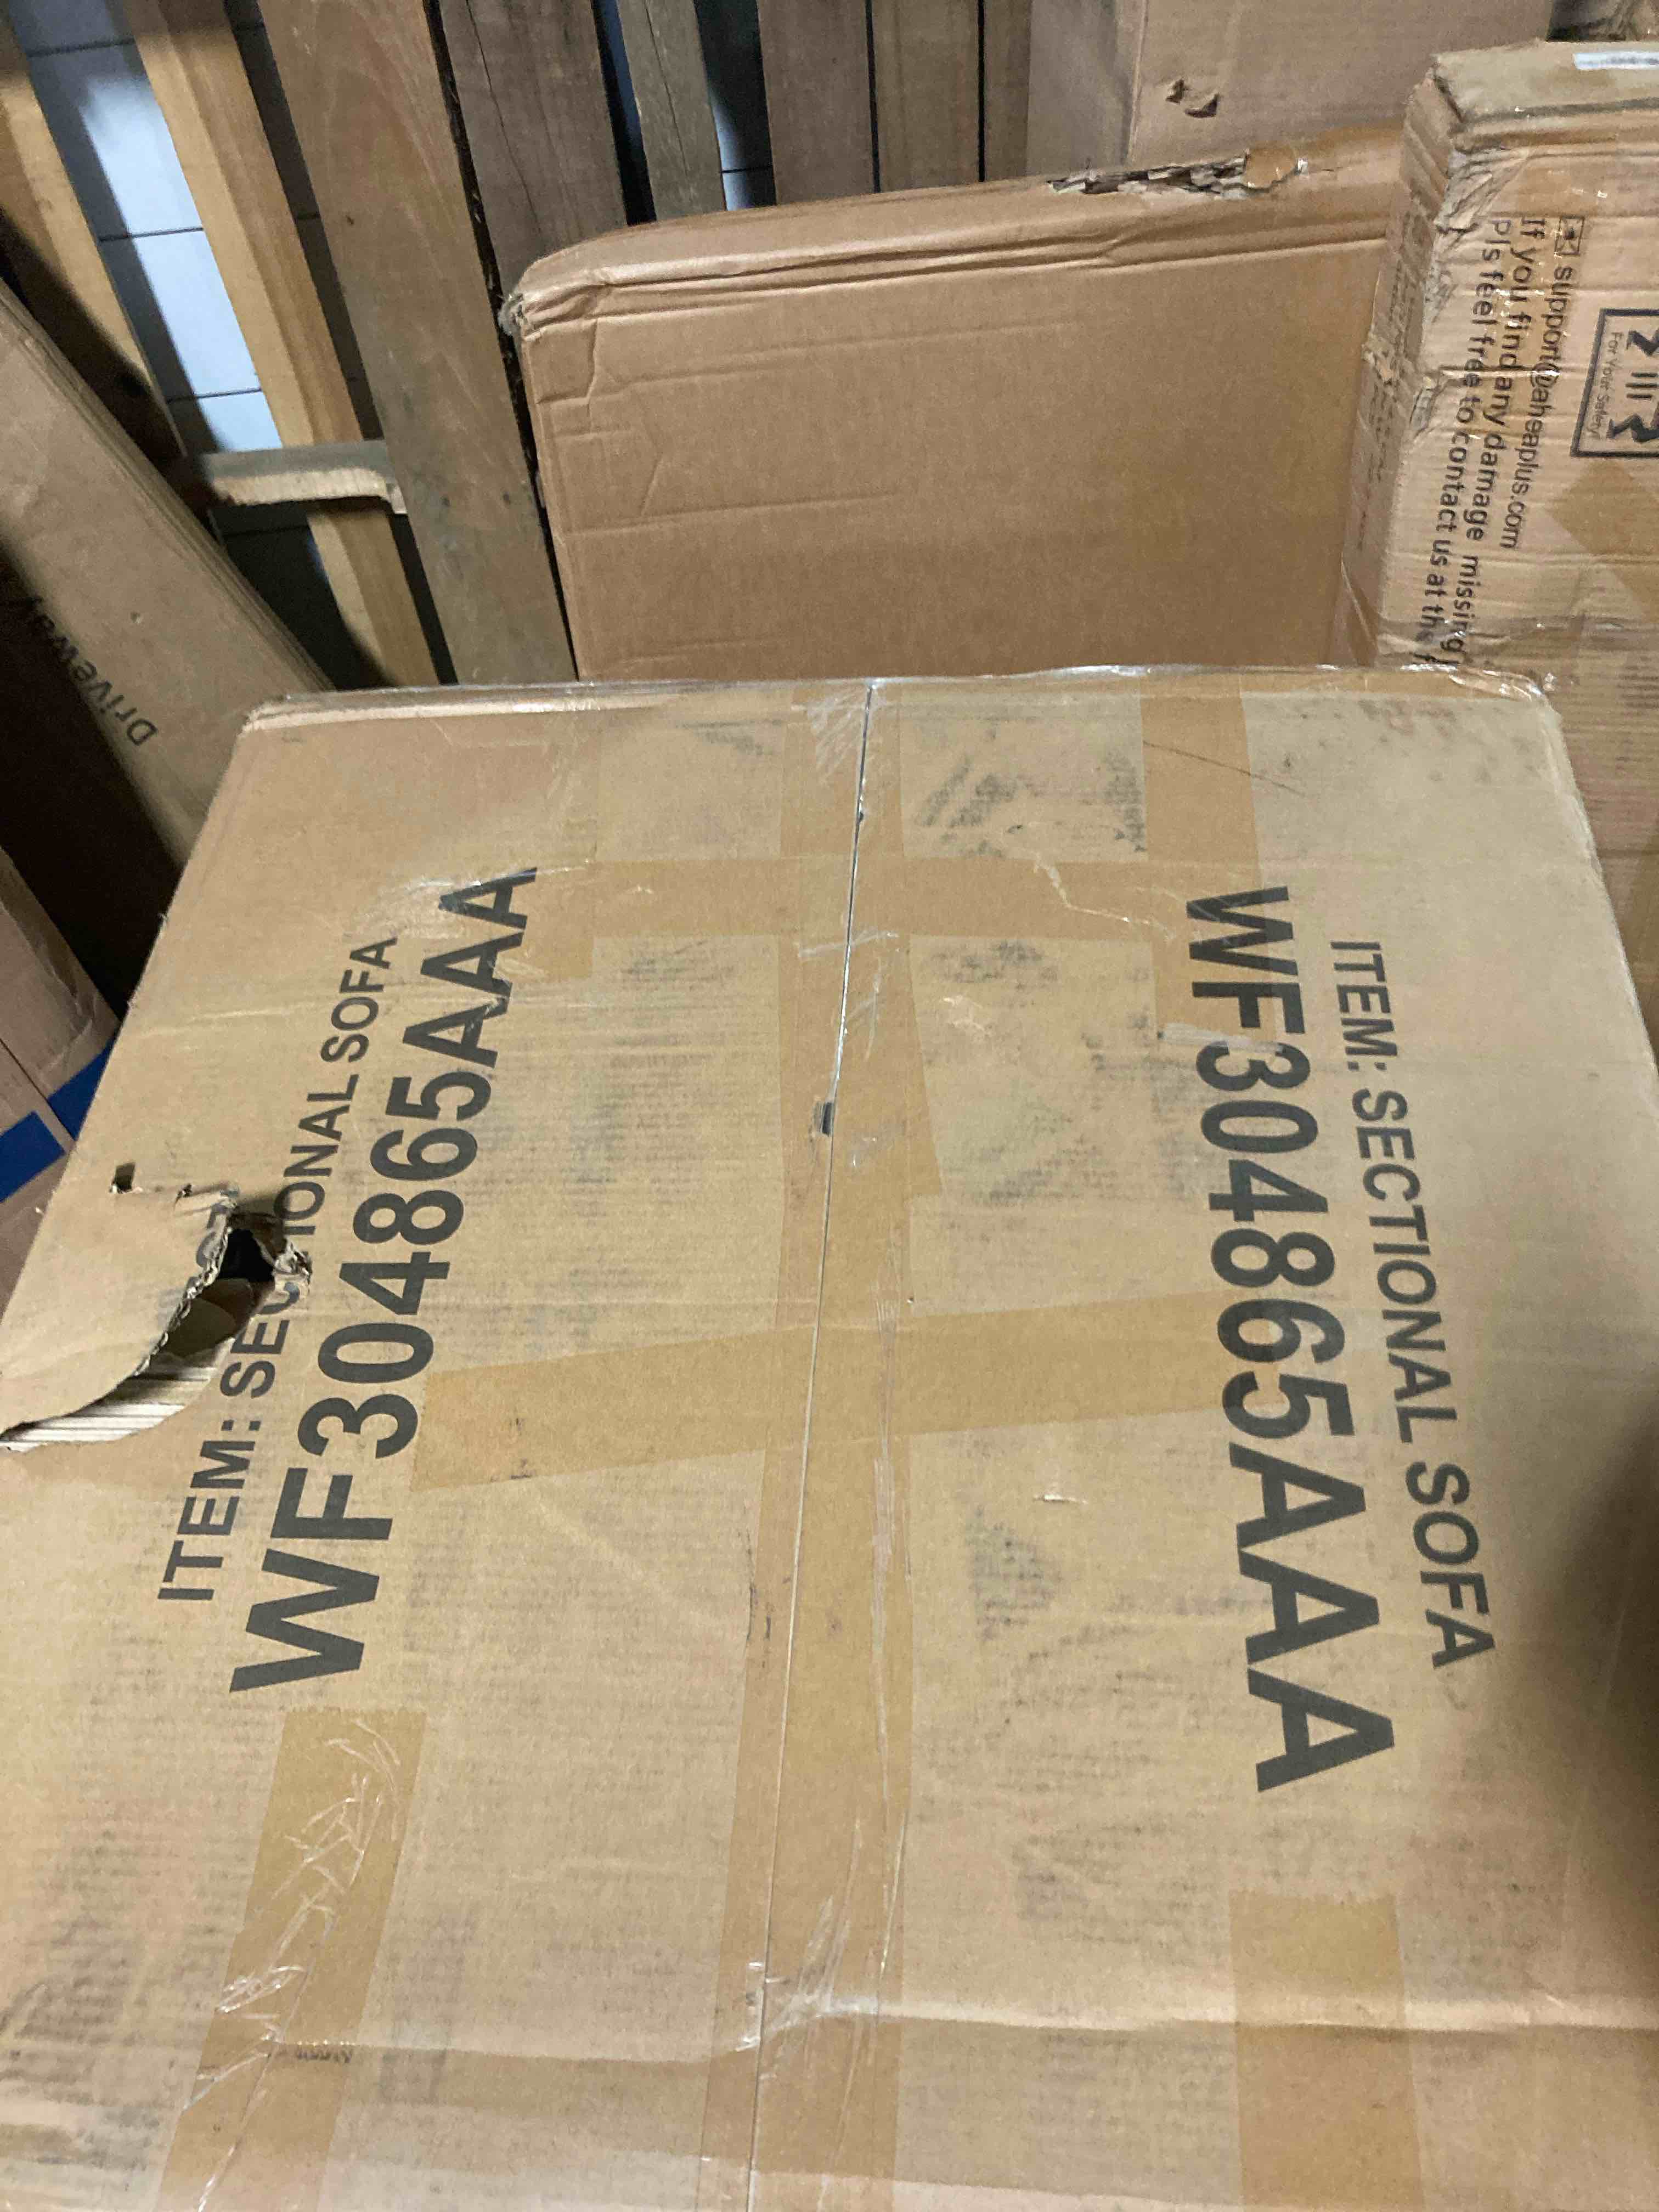 ITEM: SECTIONAL SOFA
WF304865AAA
ITEM: SECTIONAL SOFA
WF304865AAA
If you find any damage missing
pls feel free to contact us at the
support@aheaplus.com
For Your Safety
Driveway